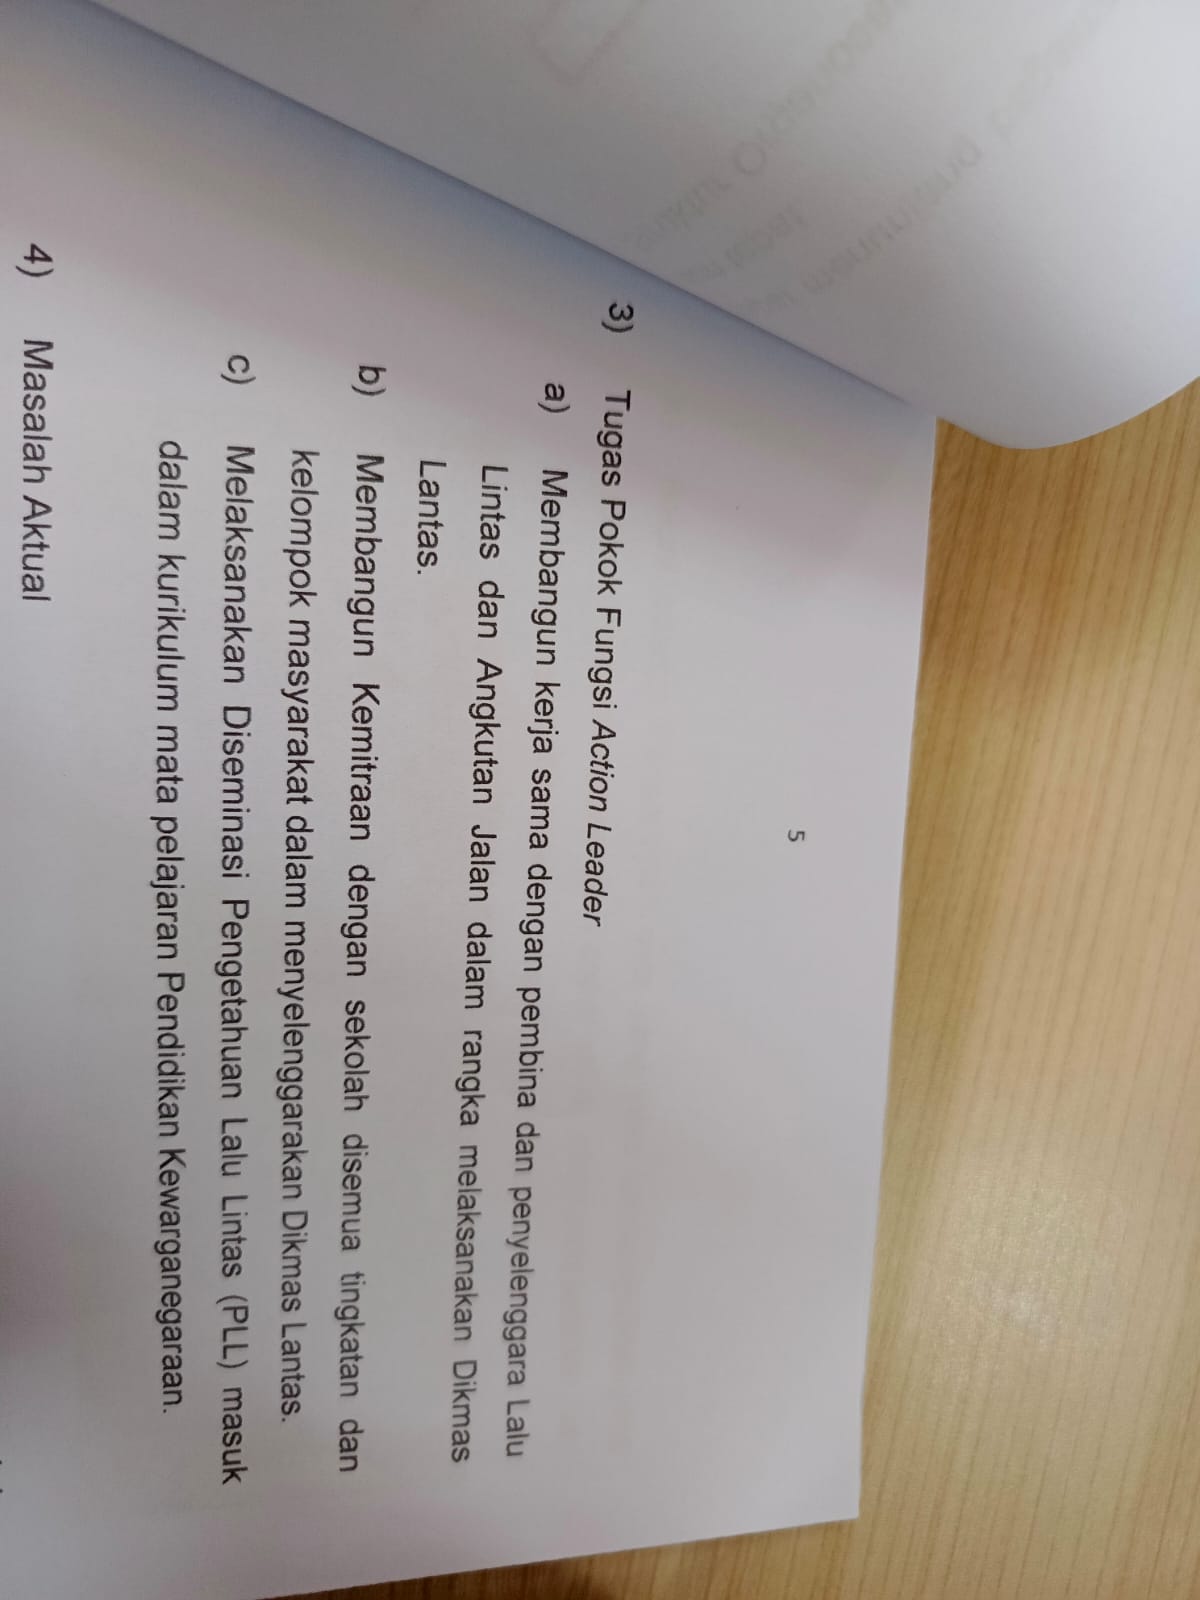 5
3) Tugas Pokok Fungsi Action Leader
a) Membangun kerja sama dengan pembina dan penyelenggara Lalu
Lintas dan Angkutan Jalan dalam rangka melaksanakan Dikmas
Lantas.
b) Membangun Kemitraan dengan sekolah disemua tingkatan dan
kelompok masyarakat dalam menyelenggarakan Dikmas Lantas.
c) Melaksanakan Diseminasi Pengetahuan Lalu Lintas (PLL) masuk
dalam kurikulum mata pelajaran Pendidikan Kewarganegaraan.
4) Masalah Aktual